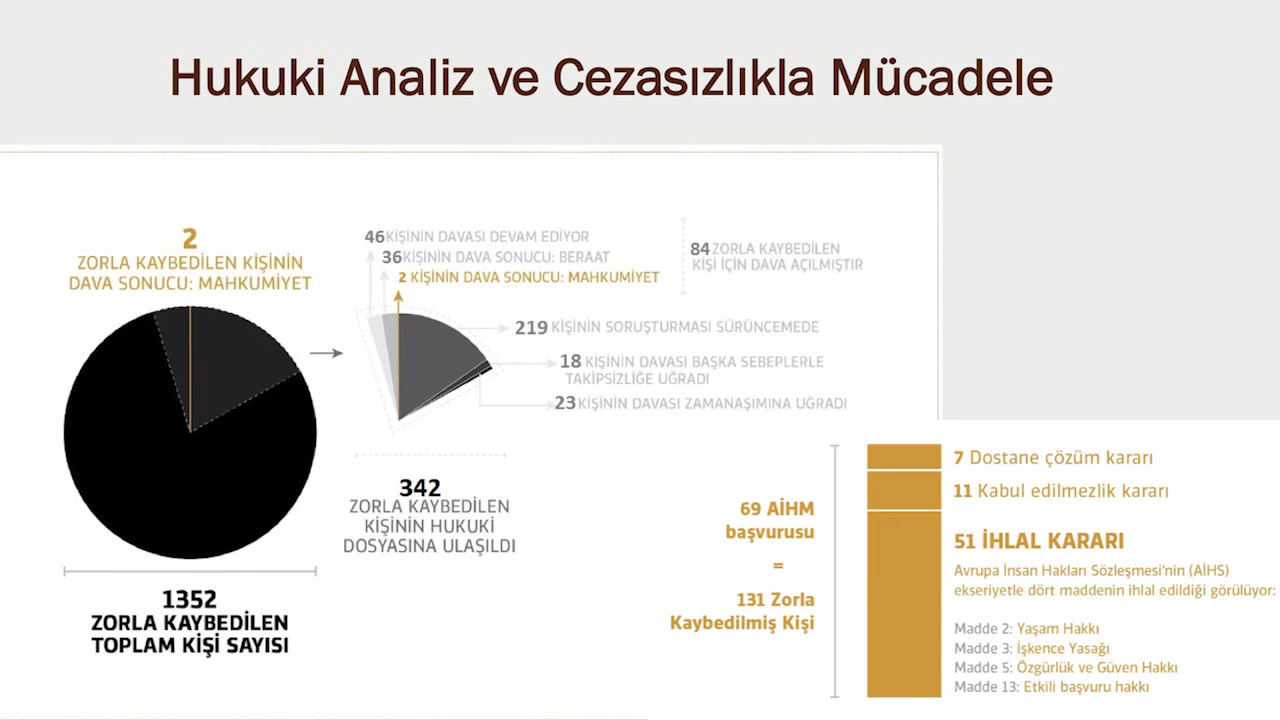 Hukuki Analiz ve Cezasızlıkla Mücadele
2
ZORLA KAYBEDİLEN KİŞİNİN
DAVA SONUCU: MAHKUMİYET
46 KİŞİNİN DAVASI DEVAM EDİYOR
36 KİŞİNİN DAVA SONUCU: BERAAT
2 KİŞİNİN DAVA SONUCU: MAHKUMİYET
84 ZORLA KAYBEDİLEN
KİŞİ İÇİN DAVA AÇILMIŞTIR
219 KİŞİNİN SORUŞTURMASI SÜRÜNCEMEDE
18 KİŞİNİN DAVASI BAŞKA SEBEPLERLE
TAKİPSİZLİĞE UĞRADI
23 KİŞİNİN DAVASI ZAMANAŞIMINA UĞRADI
342
ZORLA KAYBEDİLEN
KİŞİNİN HUKUKİ
DOSYASINA ULAŞILDI
1352
ZORLA KAYBEDİLEN
TOPLAM KİŞİ SAYISI
69 AİHM
başvurusu
=
131 Zorla
Kaybedilmiş Kişi
7 Dostane çözüm kararı
11 Kabul edilmezlik kararı
51 İHLAL KARARI
Avrupa İnsan Hakları Sözleşmesi'nin (AİHS)
ekseriyetle dört maddenin ihlal edildiği görülüyor:
Madde 2: Yaşam Hakkı
Madde 3: İşkence Yasağı
Madde 5: Özgürlük ve Güven Hakkı
Madde 13: Etkili başvuru hakkı